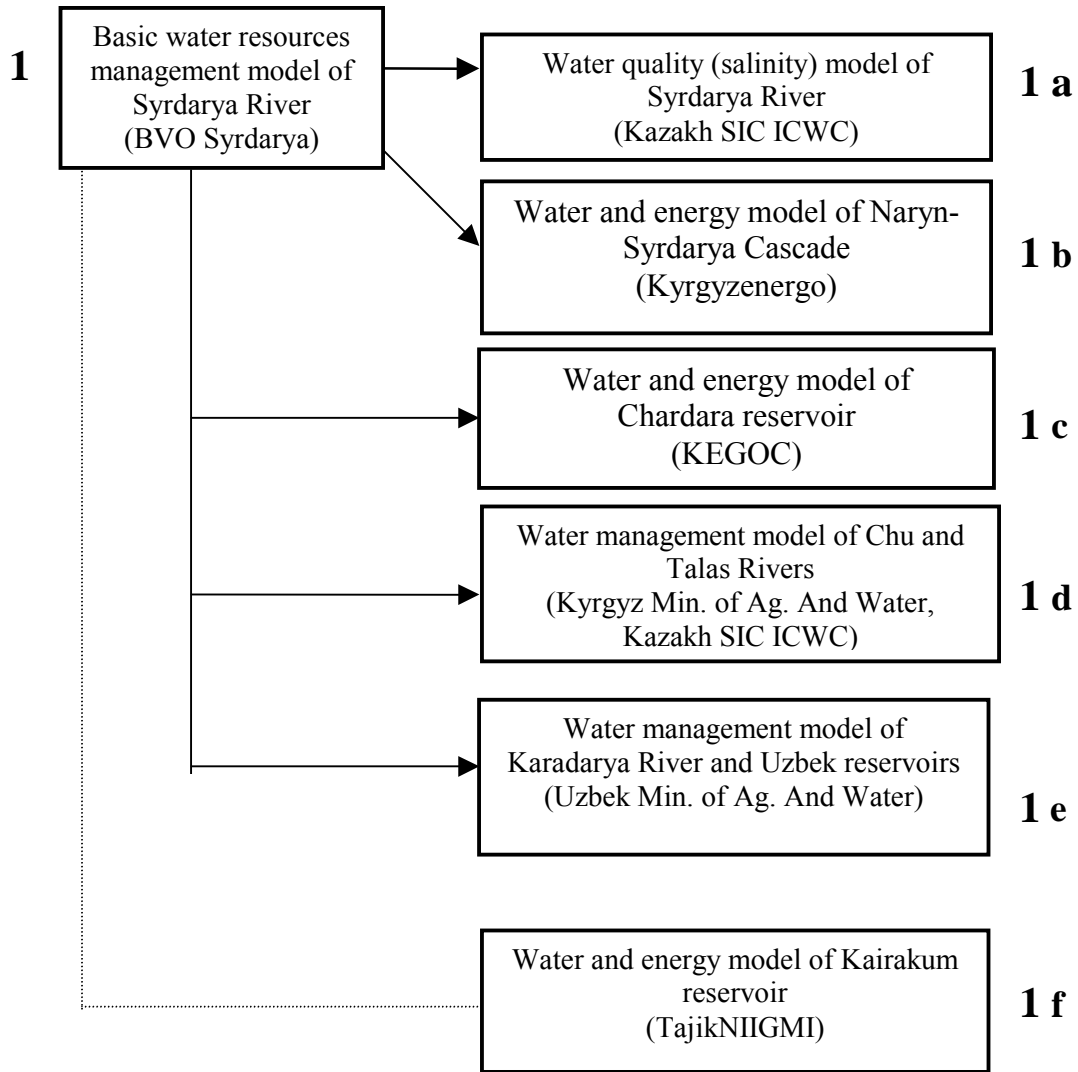 1
Basic water resources
management model of
Syrdarya River
(BVO Syrdarya)
Water quality (salinity) model of
Syrdarya River
(Kazakh SIC ICWC)
1 a
Water and energy model of Naryn-
Syrdarya Cascade
(Kyrgyzenergo)
1 b
Water and energy model of
Chardara reservoir
(KEGOC)
1 c
Water management model of Chu and
Talas Rivers
(Kyrgyz Min. of Ag. And Water,
Kazakh SIC ICWC)
1 d
Water management model of
Karadarya River and Uzbek reservoirs
(Uzbek Min. of Ag. And Water)
1 e
Water and energy model of Kairakum
reservoir
(TajikNIIGMI)
1 f